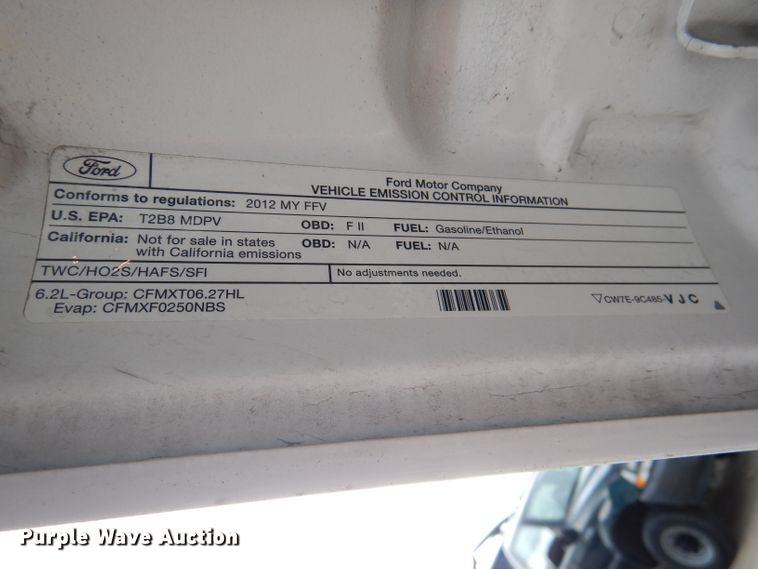 Ford
Ford Motor Company
VEHICLE EMISSION CONTROL INFORMATION
Conforms to regulations: 2012 MY FFV
U.S. EPA: T2B8 MDPV OBD: F II FUEL: Gasoline/Ethanol
California: Not for sale in states with California emissions OBD: N/A FUEL: N/A
TWC/HO2S/HAFS/SFI No adjustments needed.
6.2L-Group: CFMXT06.27HL
Evap: CFMXF0250NBS
CW7E-9C485-VJC
Purple Wave Auction